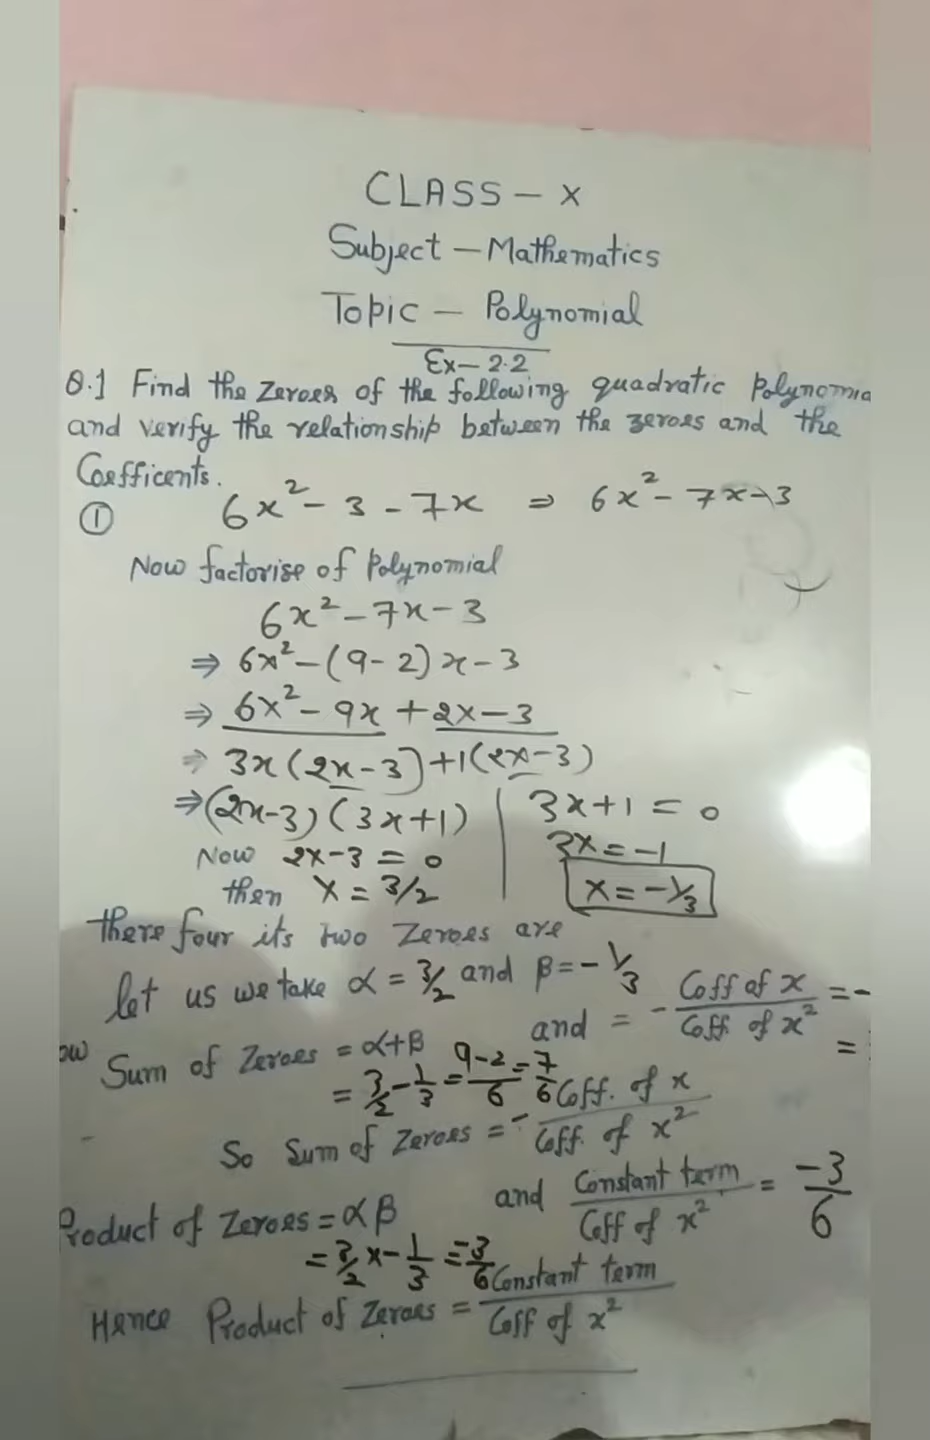 CLASS – X
Subject – Mathematics
Topic – Polynomial
Ex – 2.2
Q.1 Find the Zeroes of the following quadratic Polynomia
and verify the relationship between the zeroes and the
Coefficents.
① 6x² - 3 - 7x ⇒ 6x² - 7x - 3
Now factorise of Polynomial
6x² - 7x - 3
⇒ 6x² - (9 - 2) x - 3
⇒ 6x² - 9x + 2x - 3
⇒ 3x (2x - 3) + 1 (2x - 3)
⇒ (2x - 3) (3x + 1)
Now 2x - 3 = 0
then x = 3/2
3x + 1 = 0
3x = -1
x = -1/3
there four its two Zeroes are
let us we take α = 3/2 and β = - 1/3
Now Sum of Zeroes = α + β
= 3/2 - 1/3 = 9-2/6 = 7/6
and = - Coff of x / Coff. of x² = -
=
So Sum of Zeroes = - Coff. of x / Coff. of x²
Product of Zeroes = α β
= 3/2 x - 1/3 = -3/6
and Constant term / Coff of x² = -3/6
Hence Product of Zeroes = Constant term / Coff of x²